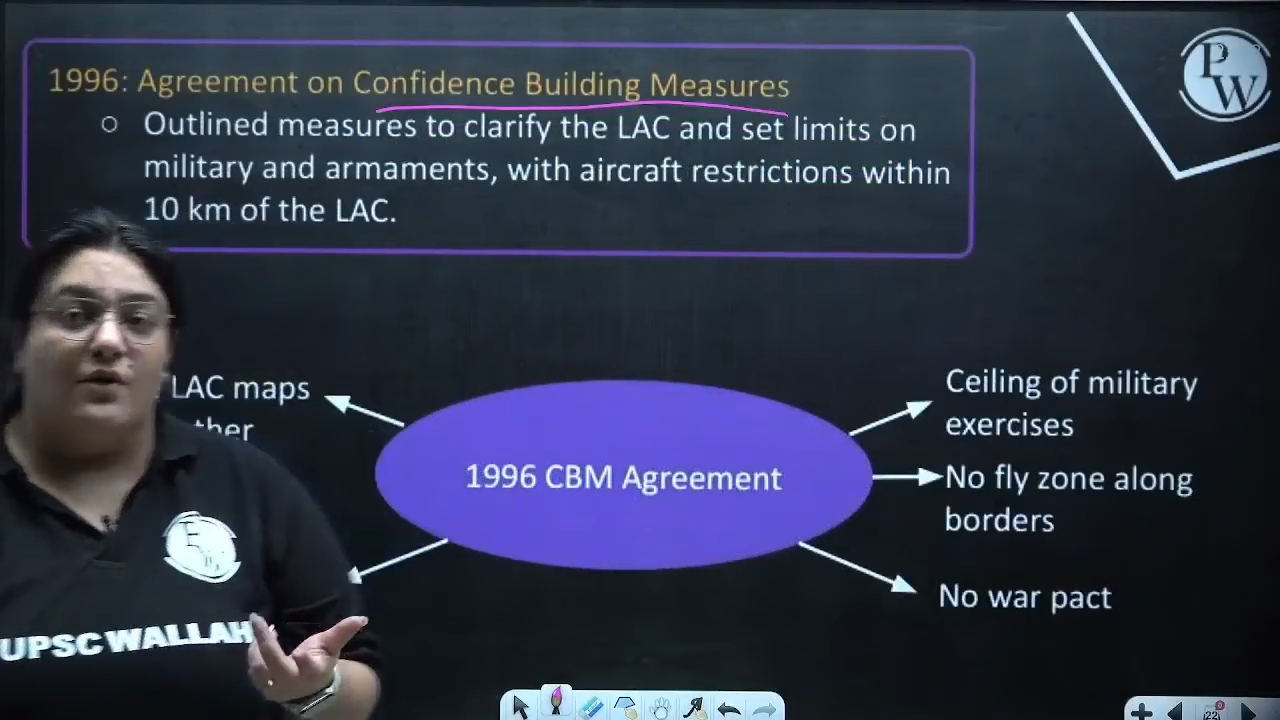 1996: Agreement on Confidence Building Measures
○ Outlined measures to clarify the LAC and set limits on
military and armaments, with aircraft restrictions within
10 km of the LAC.
P
W
LAC maps
ther
1996 CBM Agreement
Ceiling of military
exercises
No fly zone along
borders
No war pact
UPSC WALLAH
22